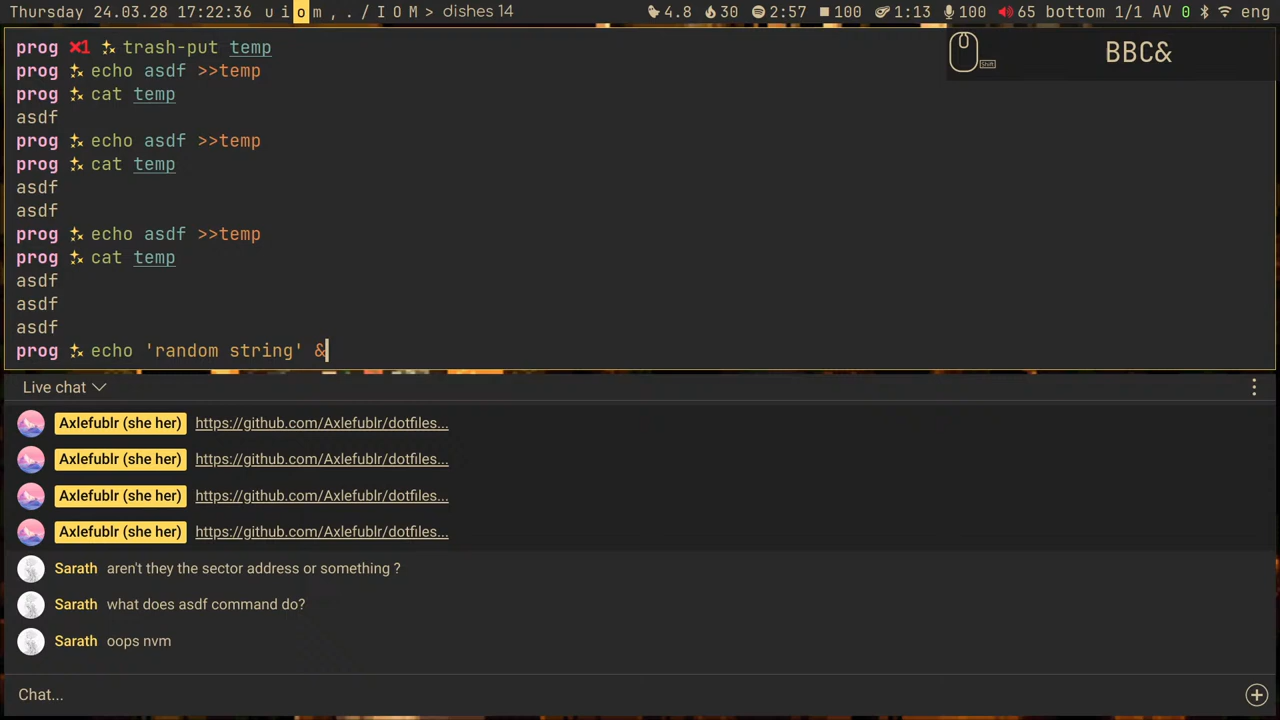 Thursday 24.03.28 17:22:36 u i o m , . / I O M > dishes 14 4.8 30 2:57 100 1:13 100 65 bottom 1/1 AV 0 eng
BBC&
Shift
prog ✖1 ✨ trash-put temp
prog ✨ echo asdf >>temp
prog ✨ cat temp
asdf
prog ✨ echo asdf >>temp
prog ✨ cat temp
asdf
asdf
prog ✨ echo asdf >>temp
prog ✨ cat temp
asdf
asdf
asdf
prog ✨ echo 'random string' &
Live chat
Axlefublr (she her) https://github.com/Axlefublr/dotfiles...
Axlefublr (she her) https://github.com/Axlefublr/dotfiles...
Axlefublr (she her) https://github.com/Axlefublr/dotfiles...
Axlefublr (she her) https://github.com/Axlefublr/dotfiles...
Sarath aren't they the sector address or something ?
Sarath what does asdf command do?
Sarath oops nvm
Chat...